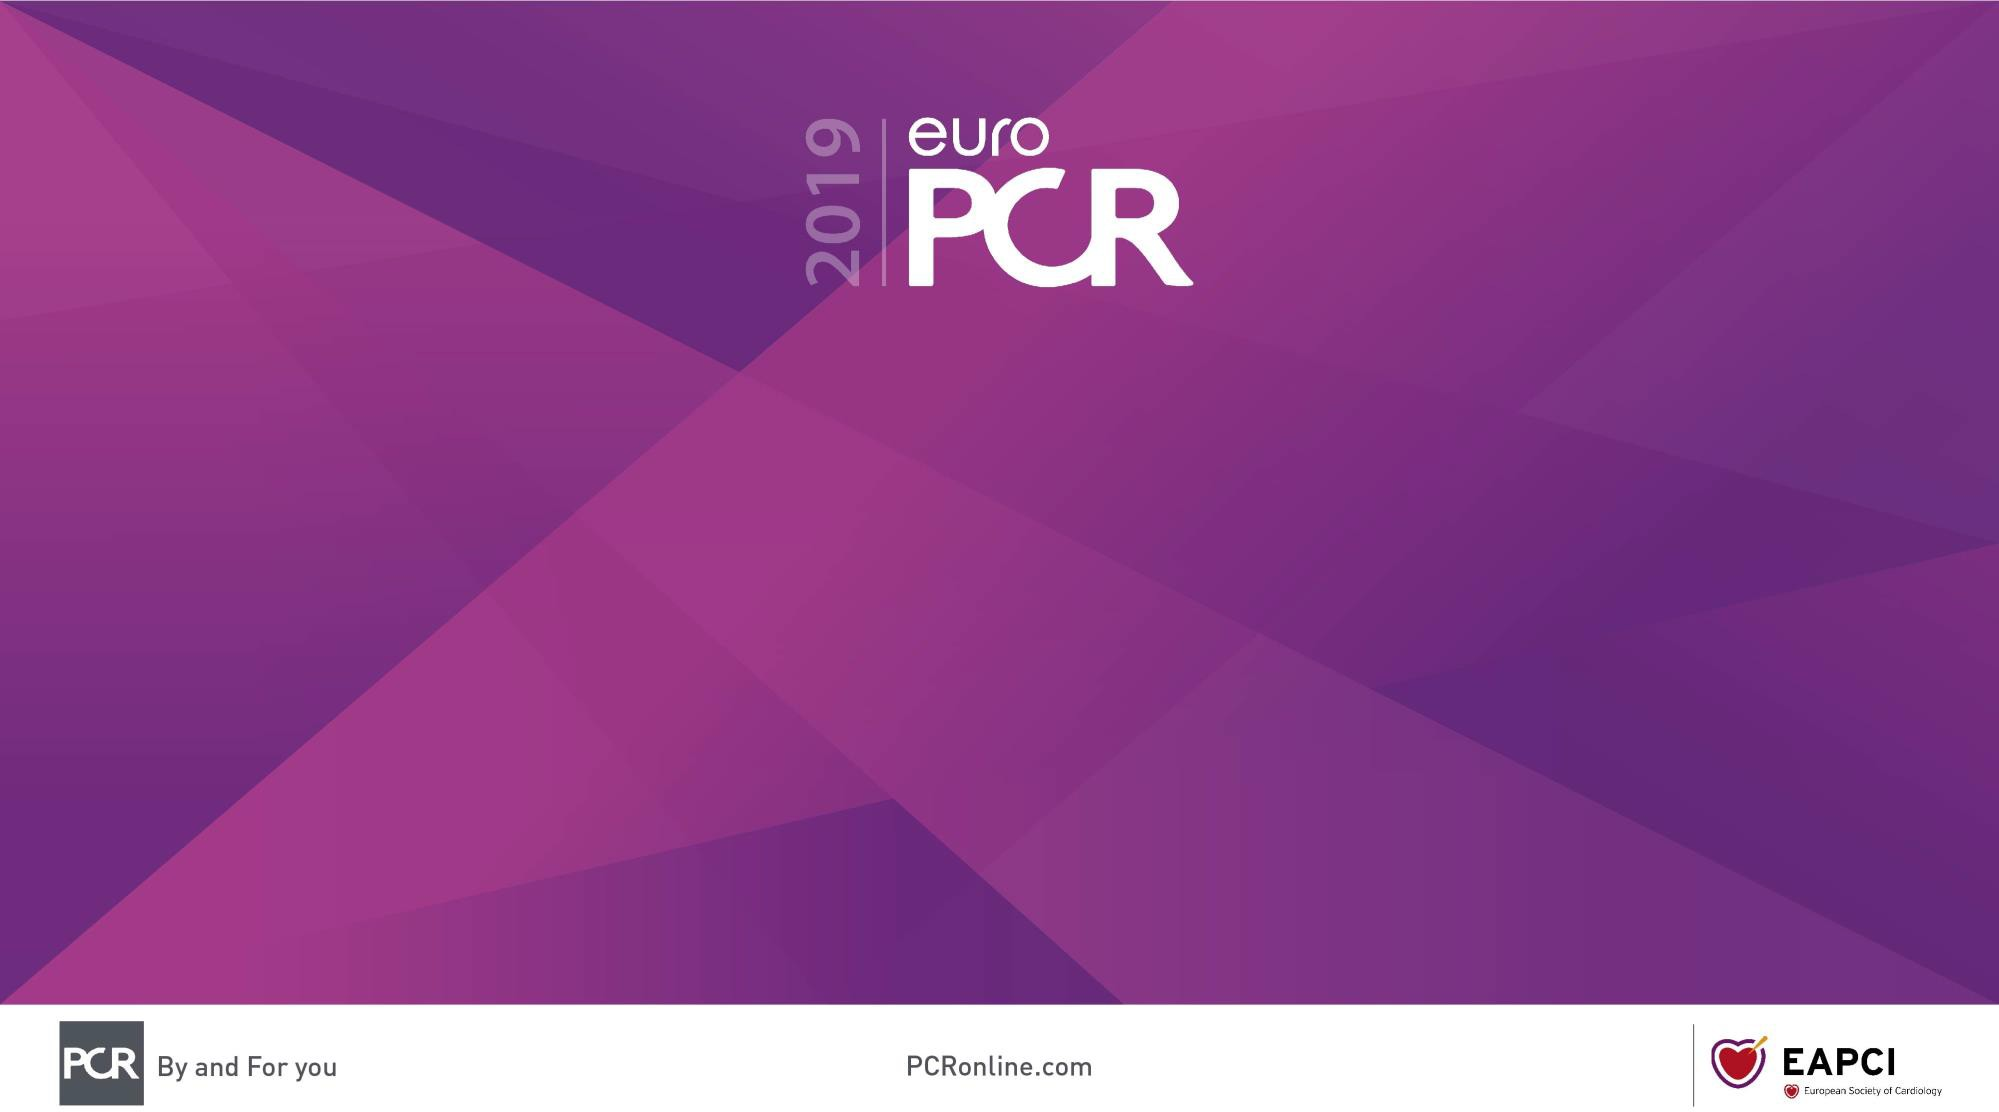 2019
euro
PCR
PCR
By and For you
PCRonline.com
EAPCI
European Society of Cardiology